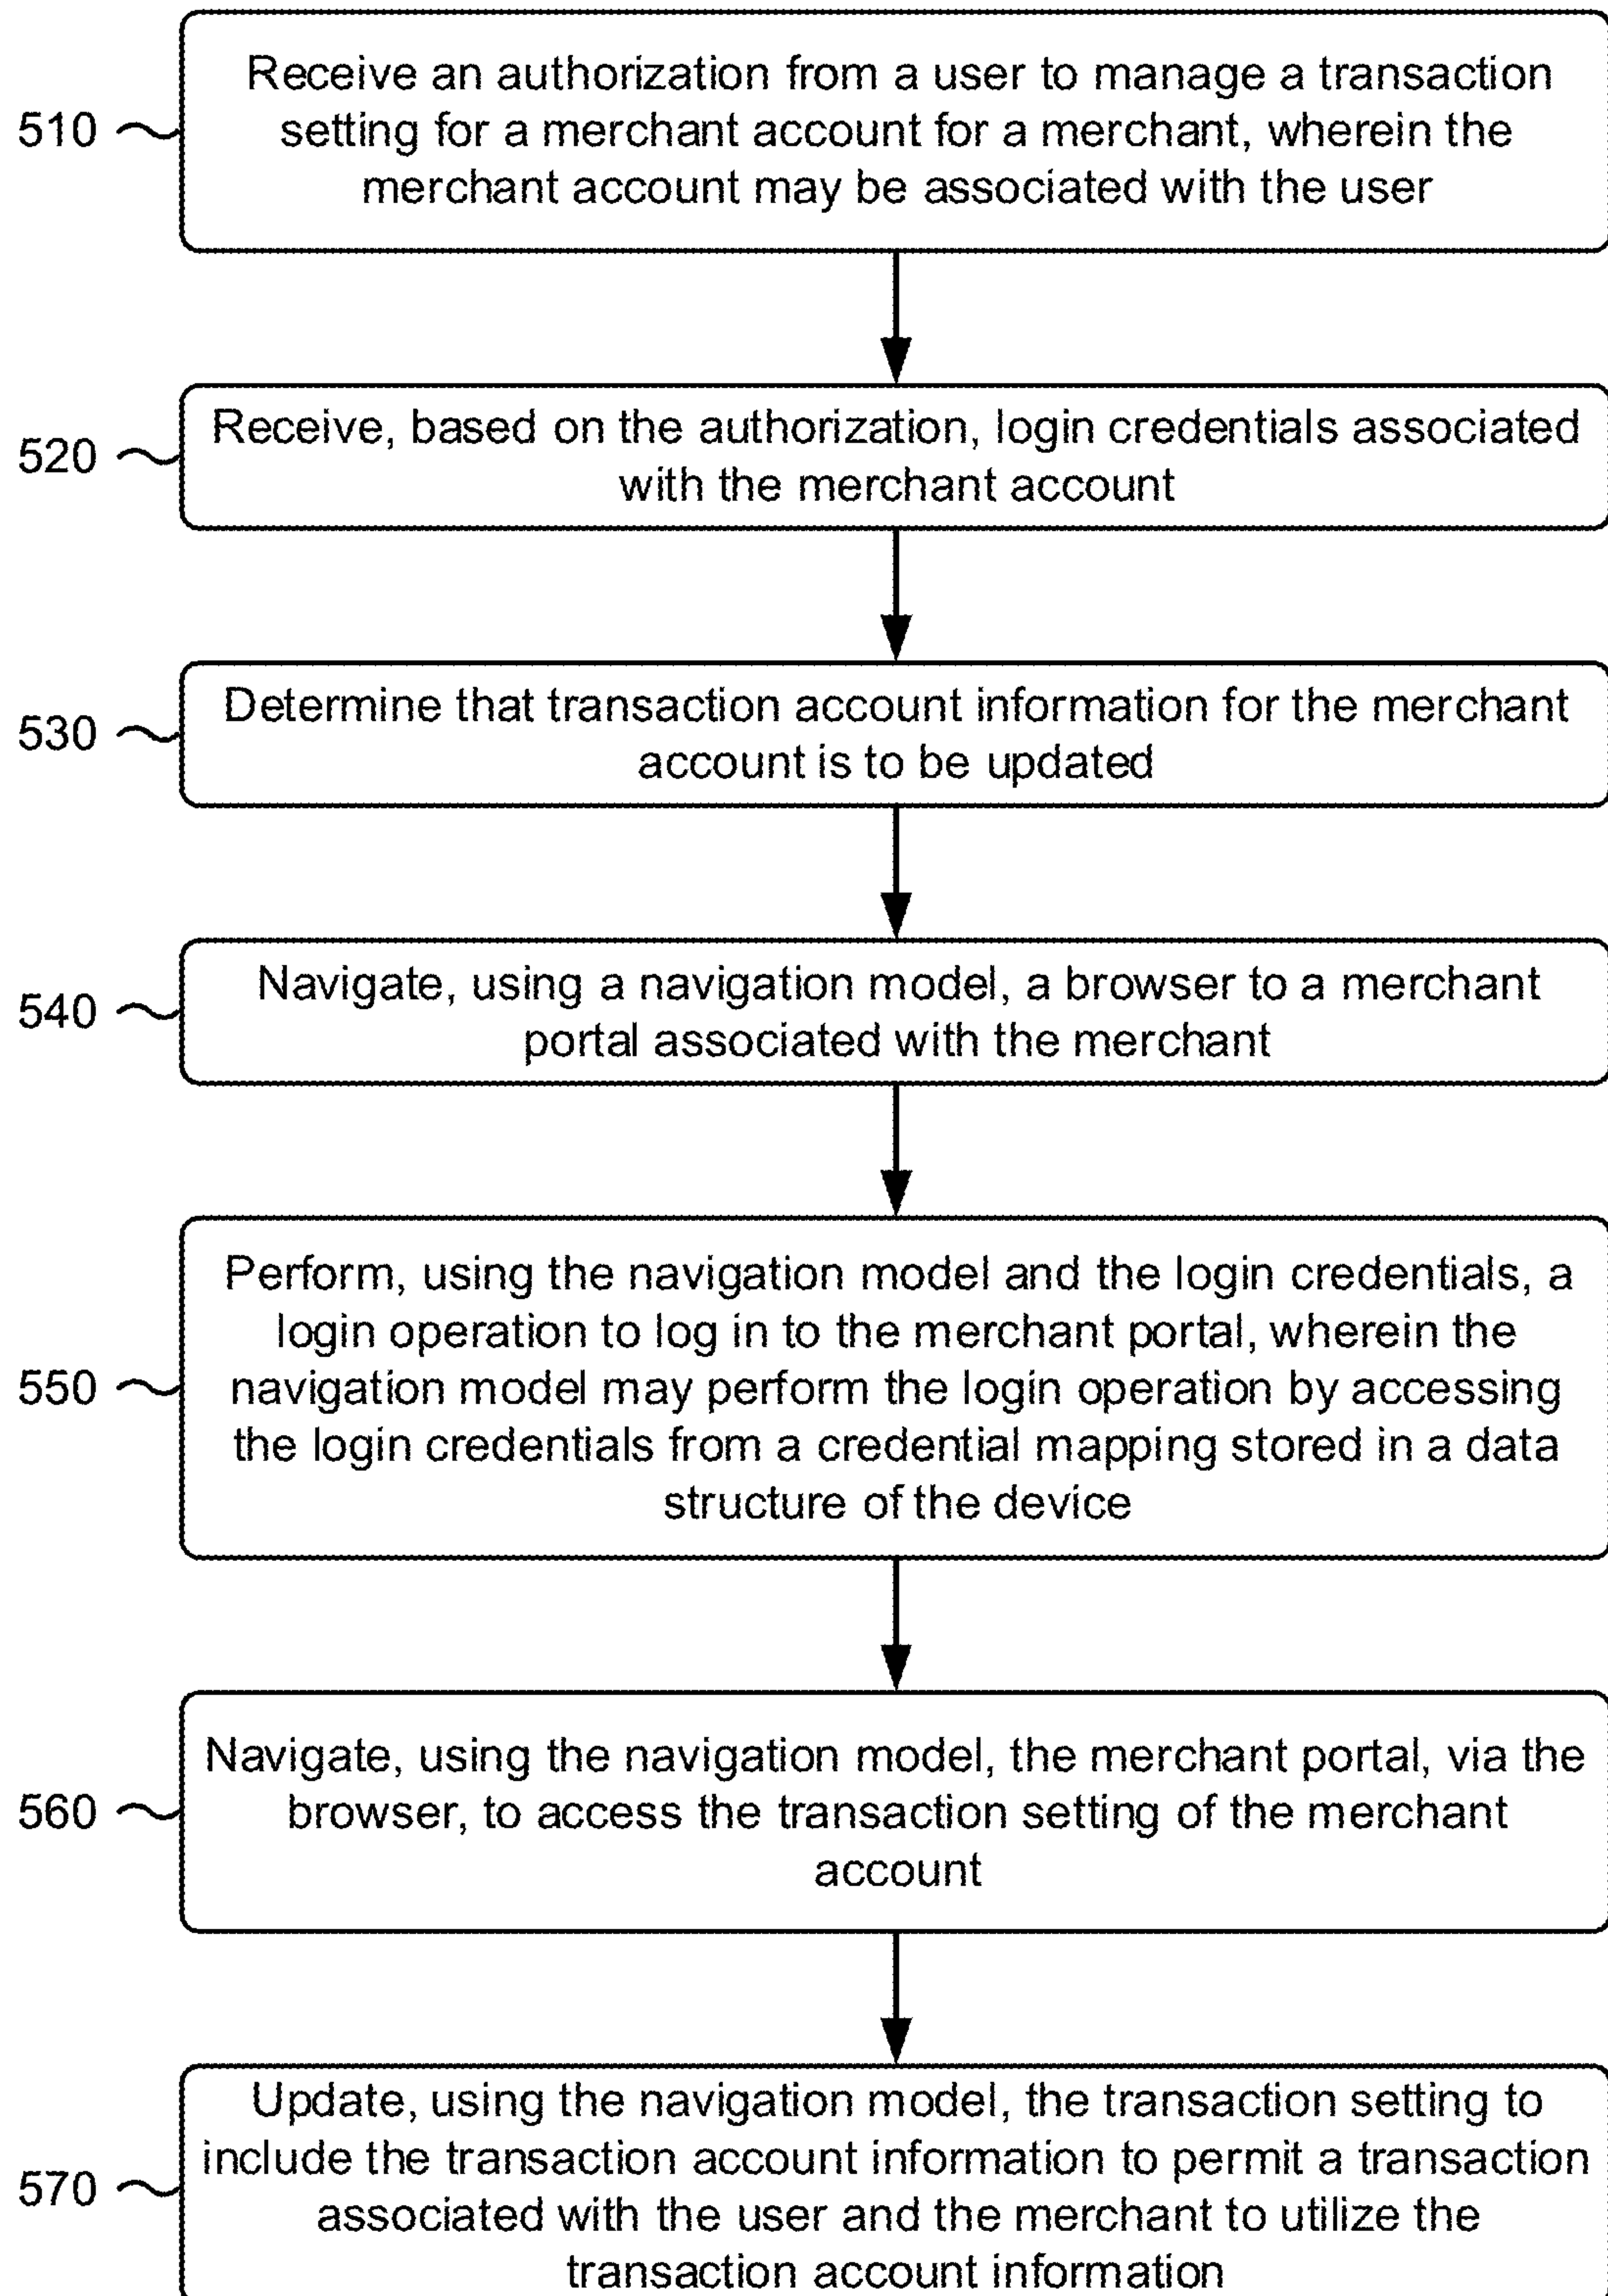 Receive an authorization from a user to manage a transaction
510
setting for a merchant account for a merchant, wherein the
merchant account may be associated with the user
Receive, based on the authorization, login credentials associated
520
with the merchant account
Determine that transaction account information for the merchant
530
account is to be updated
Navigate, using a navigation model, a browser to a merchant
540
portal associated with the merchant
Perform, using the navigation model and the login credentials, a
login operation to log in to the merchant portal, wherein the
550
navigation model may perform the login operation by accessing
the login credentials from a credential mapping stored in a data
structure of the device
Navigate, using the navigation model, the merchant portal, via the
560
browser, to access the transaction setting of the merchant
account
Update, using the navigation model, the transaction setting to
include the transaction account information to permit a transaction
570
associated with the user and the merchant to utilize the
transaction account information